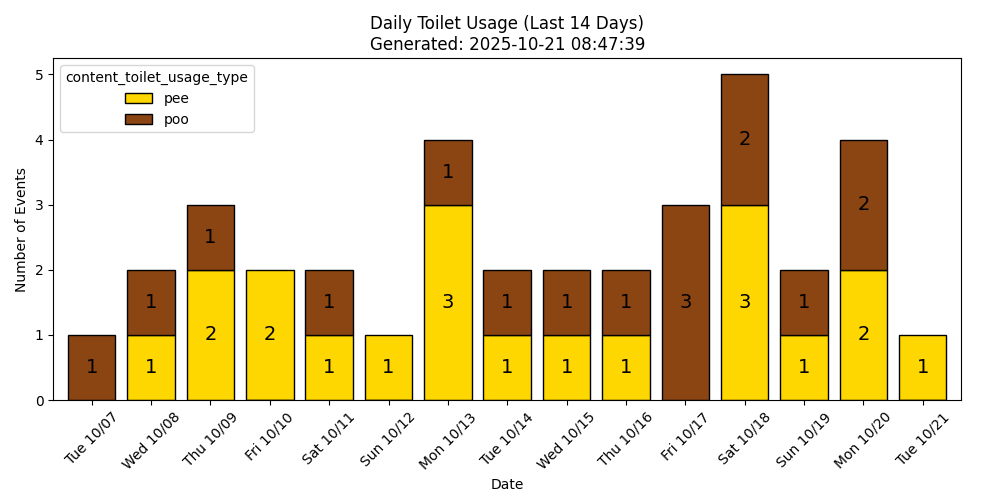 Daily Toilet Usage (Last 14 Days)
Generated: 2025-10-21 08:47:39
content_toilet_usage_type
pee
poo
Number of Events
5
4
3
2
1
0
1
1
1
1
2
2
1
1
1
1
3
1
1
1
1
1
1
3
2
3
1
1
2
2
1
Tue 10/07
Wed 10/08
Thu 10/09
Fri 10/10
Sat 10/11
Sun 10/12
Mon 10/13
Tue 10/14
Wed 10/15
Thu 10/16
Fri 10/17
Sat 10/18
Sun 10/19
Mon 10/20
Tue 10/21
Date